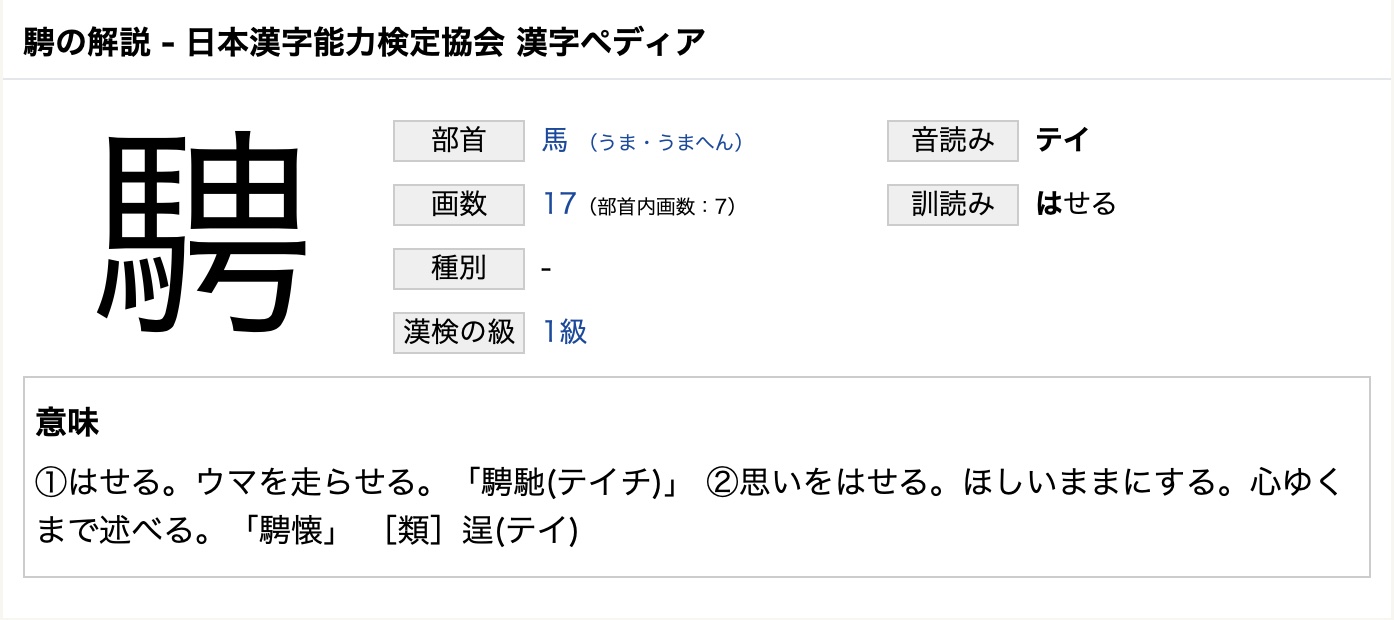 騁の解説 - 日本漢字能力検定協会 漢字ペディア
騁
部首 馬 (うま・うまへん) 音読み テイ
画数 17 (部首内画数：7) 訓読み はせる
種別 -
漢検の級 1級
意味
①はせる。ウマを走らせる。「騁馳(テイチ)」 ②思いをはせる。ほしいままにする。心ゆく
まで述べる。「騁懐」 ［類］逞(テイ)